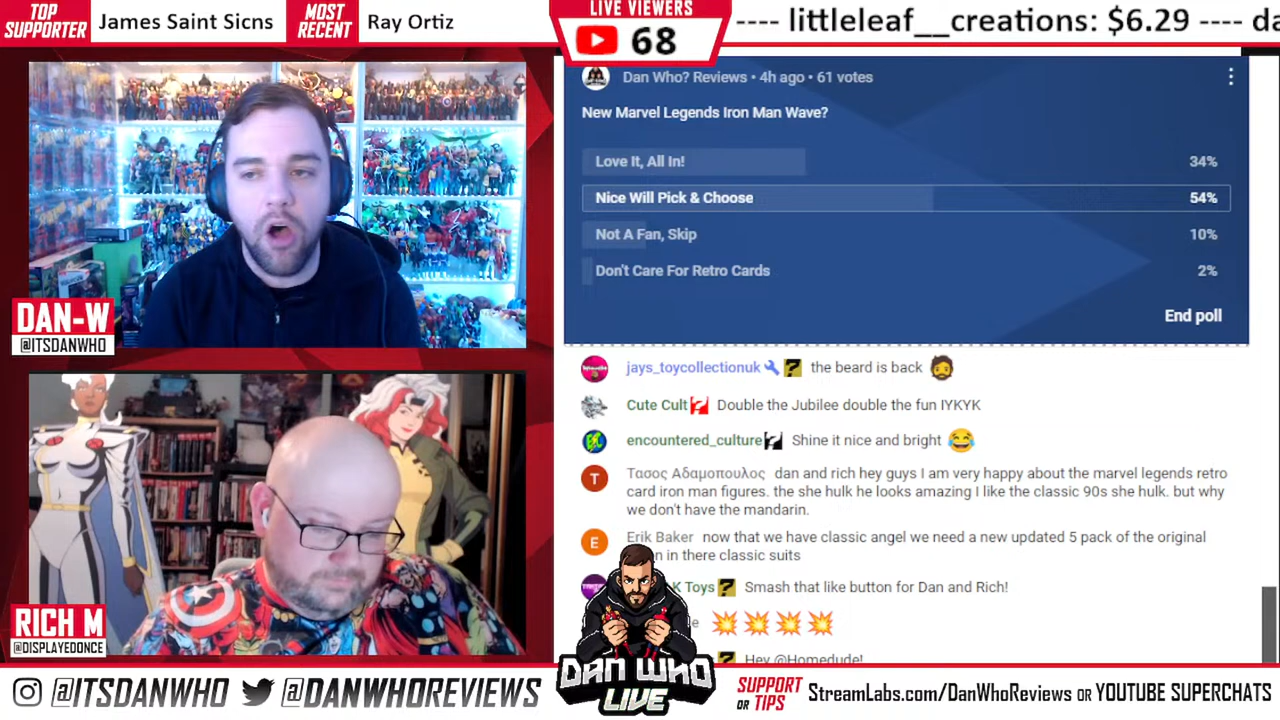 TOP SUPPORTER
James Saint Sicns
MOST RECENT
Ray Ortiz
LIVE VIEWERS
68
---- littleleaf__creations: $6.29 ---- da
Dan Who? Reviews • 4h ago • 61 votes
New Marvel Legends Iron Man Wave?
Love It, All In! 34%
Nice Will Pick & Choose 54%
Not A Fan, Skip 10%
Don't Care For Retro Cards 2%
End poll
DAN-W
@ITSDANWHO
jays_toycollectionuk the beard is back
Cute Cult Double the Jubilee double the fun IYKYK
encountered_culture Shine it nice and bright 😂
Τασος Αδαμοπουλος dan and rich hey guys I am very happy about the marvel legends retro
card iron man figures. the she hulk he looks amazing I like the classic 90s she hulk. but why
we don't have the mandarin.
Erik Baker now that we have classic angel we need a new updated 5 pack of the original
in there classic suits
K Toys Smash that like button for Dan and Rich!
💥💥💥💥
Hey @Homedude!
RICH M
@DISPLAYEDONCE
DAN WHO
LIVE
@ITSDANWHO
@DANWHOREVIEWS
SUPPORT OR TIPS
StreamLabs.com/DanWhoReviews OR YOUTUBE SUPERCHATS